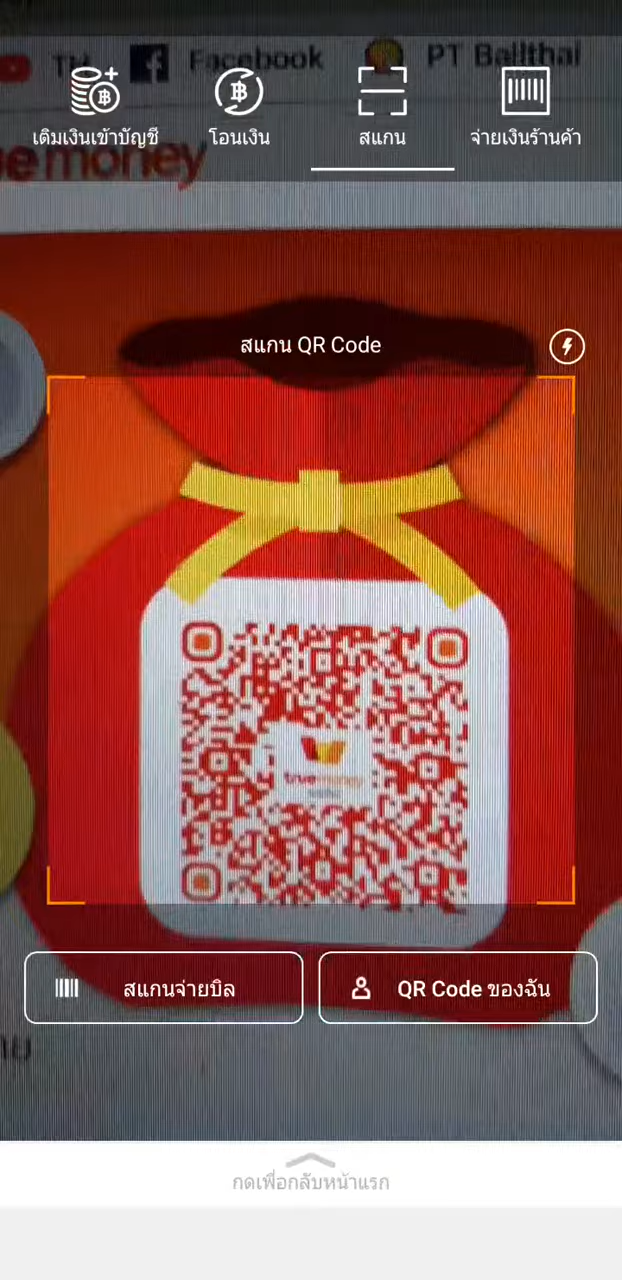 TH Facebook PT Ballthai
เติมเงินเข้าบัญชี โอนเงิน สแกน จ่ายเงินร้านค้า
money
สแกน QR Code
truemoney
สแกนจ่ายบิล QR Code ของฉัน
กดเพื่อกลับหน้าแรก